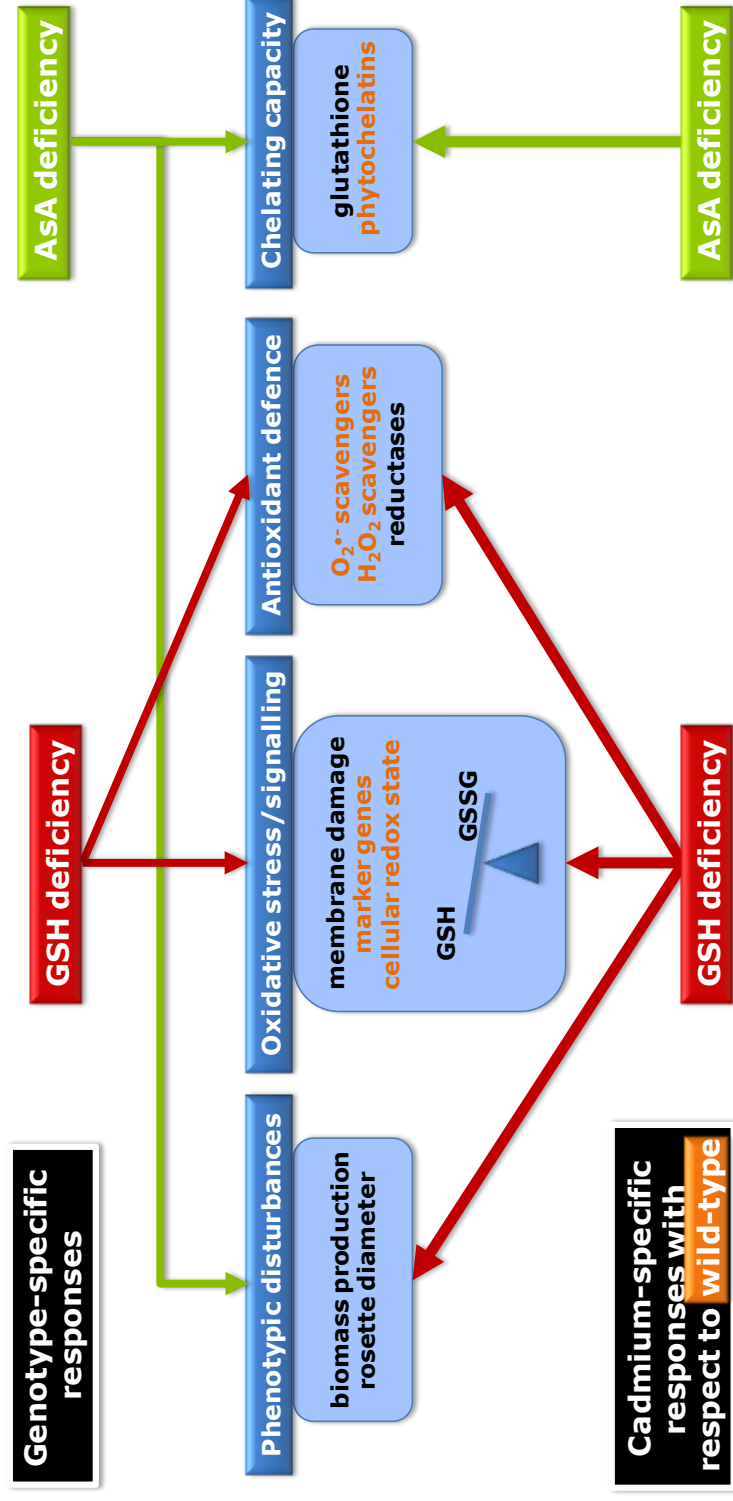 Genotype-specific
responses
GSH deficiency
AsA deficiency
Phenotypic disturbances
biomass production
rosette diameter
Oxidative stress/signalling
membrane damage
marker genes
cellular redox state
GSH
GSSG
Antioxidant defence
O₂•⁻ scavengers
H₂O₂ scavengers
reductases
Chelating capacity
glutathione
phytochelatins
Cadmium-specific
responses with
respect to wild-type
GSH deficiency
AsA deficiency